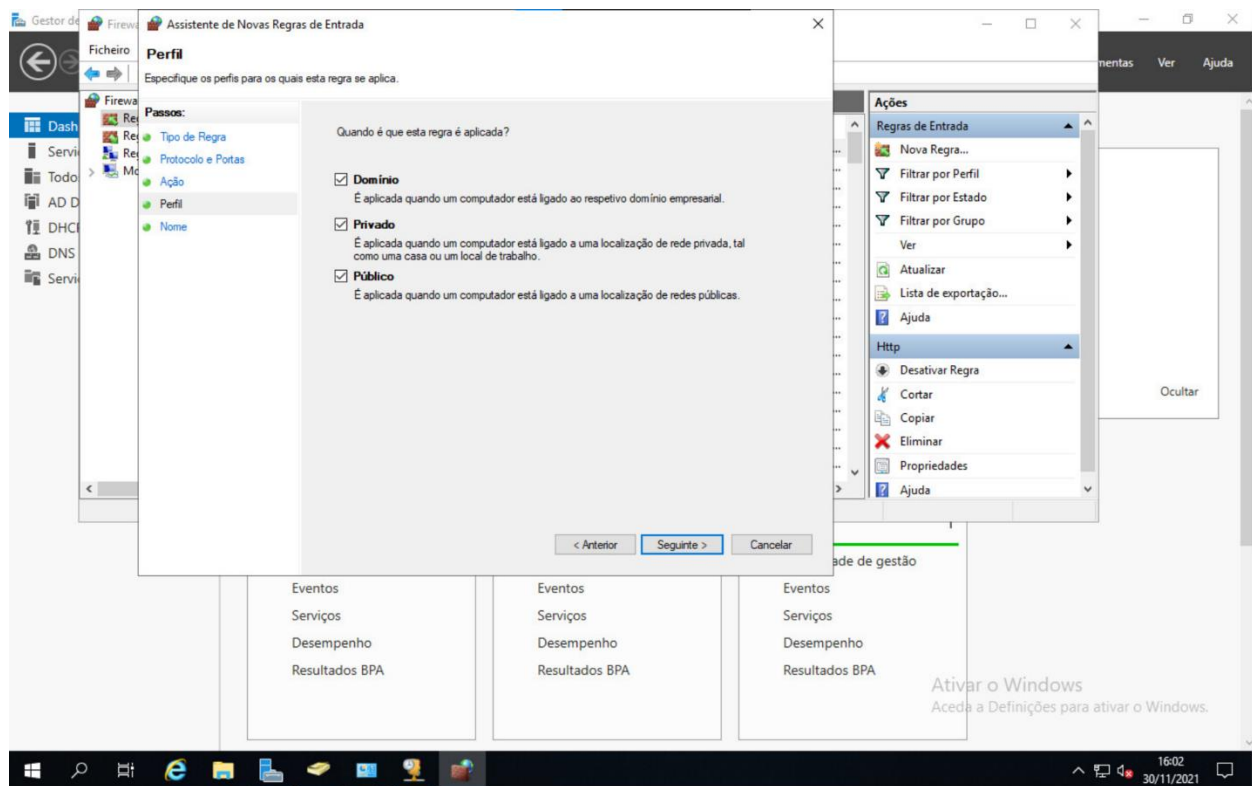 Gestor de
Firewa
Assistente de Novas Regras de Entrada
Ficheiro
Perfil
Especifique os perfis para os quais esta regra se aplica.
Ver
Ajuda
Firewa
Dash
Servi
Todo
AD D
DHCI
DNS
Servi
Passos:
Tipo de Regra
Protocolo e Portas
Ação
Perfil
Nome
Quando é que esta regra é aplicada?
Domínio
É aplicada quando um computador está ligado ao respetivo domínio empresarial.
Privado
É aplicada quando um computador está ligado a uma localização de rede privada, tal
como uma casa ou um local de trabalho.
Público
É aplicada quando um computador está ligado a uma localização de redes públicas.
< Anterior
Seguinte >
Cancelar
Ações
Regras de Entrada
Nova Regra...
Filtrar por Perfil
Filtrar por Estado
Filtrar por Grupo
Ver
Atualizar
Lista de exportação...
Ajuda
Http
Desativar Regra
Cortar
Copiar
Eliminar
Propriedades
Ajuda
Ocultar
ade de gestão
Eventos
Serviços
Desempenho
Resultados BPA
Eventos
Serviços
Desempenho
Resultados BPA
Eventos
Serviços
Desempenho
Resultados BPA
Ativar o Windows
Aceda a Definições para ativar o Windows.
16:02
30/11/2021